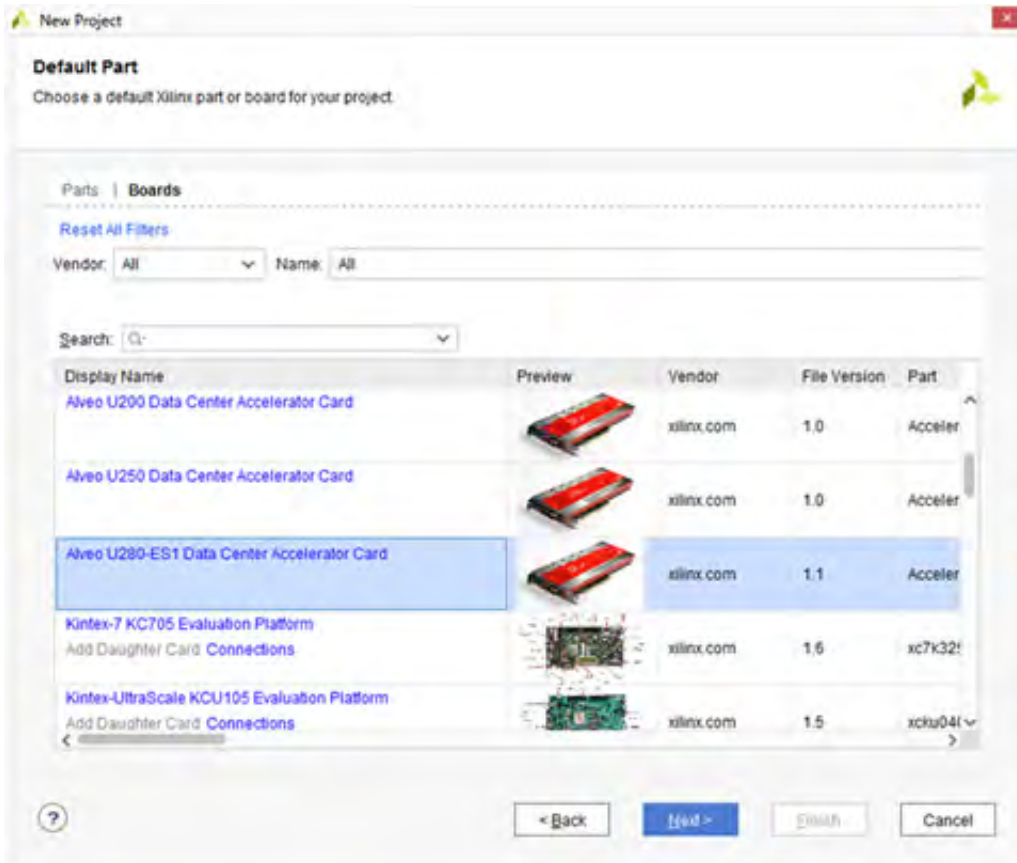 New Project
Default Part
Choose a default Xilinx part or board for your project.
Parts | Boards
Reset All Filters
Vendor: All Name: All
Search:
Display Name Preview Vendor File Version Part
Alveo U200 Data Center Accelerator Card xilinx.com 1.0 Acceler
Alveo U250 Data Center Accelerator Card xilinx.com 1.0 Acceler
Alveo U280-ES1 Data Center Accelerator Card xilinx.com 1.1 Acceler
Kintex-7 KC705 Evaluation Platform
Add Daughter Card Connections xilinx.com 1.6 xc7k32
Kintex-UltraScale KCU105 Evaluation Platform
Add Daughter Card Connections xilinx.com 1.5 xcku04
? < Back Next > Finish Cancel